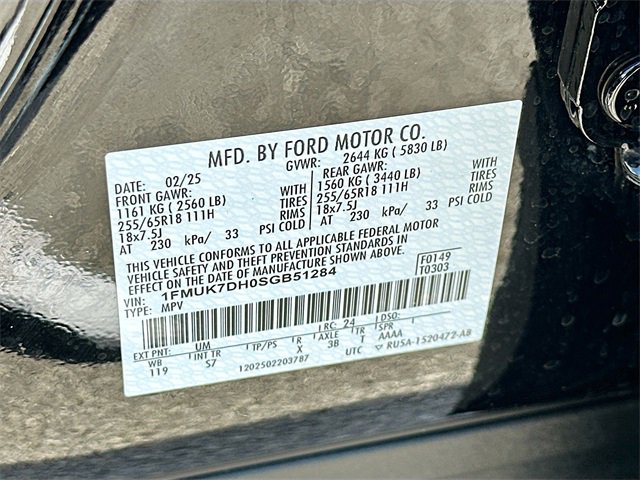 MFD. BY FORD MOTOR CO.
DATE: 02/25 GVWR: 2644 KG ( 5830 LB)
FRONT GAWR: WITH REAR GAWR: WITH
1161 KG ( 2560 LB) TIRES 1560 KG ( 3440 LB) TIRES
255/65R18 111H RIMS 255/65R18 111H RIMS
18x7.5J PSI COLD 18x7.5J PSI COLD
AT 230 kPa/ 33 AT 230 kPa/ 33
THIS VEHICLE CONFORMS TO ALL APPLICABLE FEDERAL MOTOR
VEHICLE SAFETY AND THEFT PREVENTION STANDARDS IN
EFFECT ON THE DATE OF MANUFACTURE SHOWN ABOVE.
VIN: 1FMUK7DH0SGB51284 F0149
TYPE: MPV T0303
EXT PNT: UM RC: 24 DSO:
WB INT TR TP/PS R AXLE TR SPR
119 S7 X 3B T AAAA
1202502203787 UTC RU5A-1520472-AB